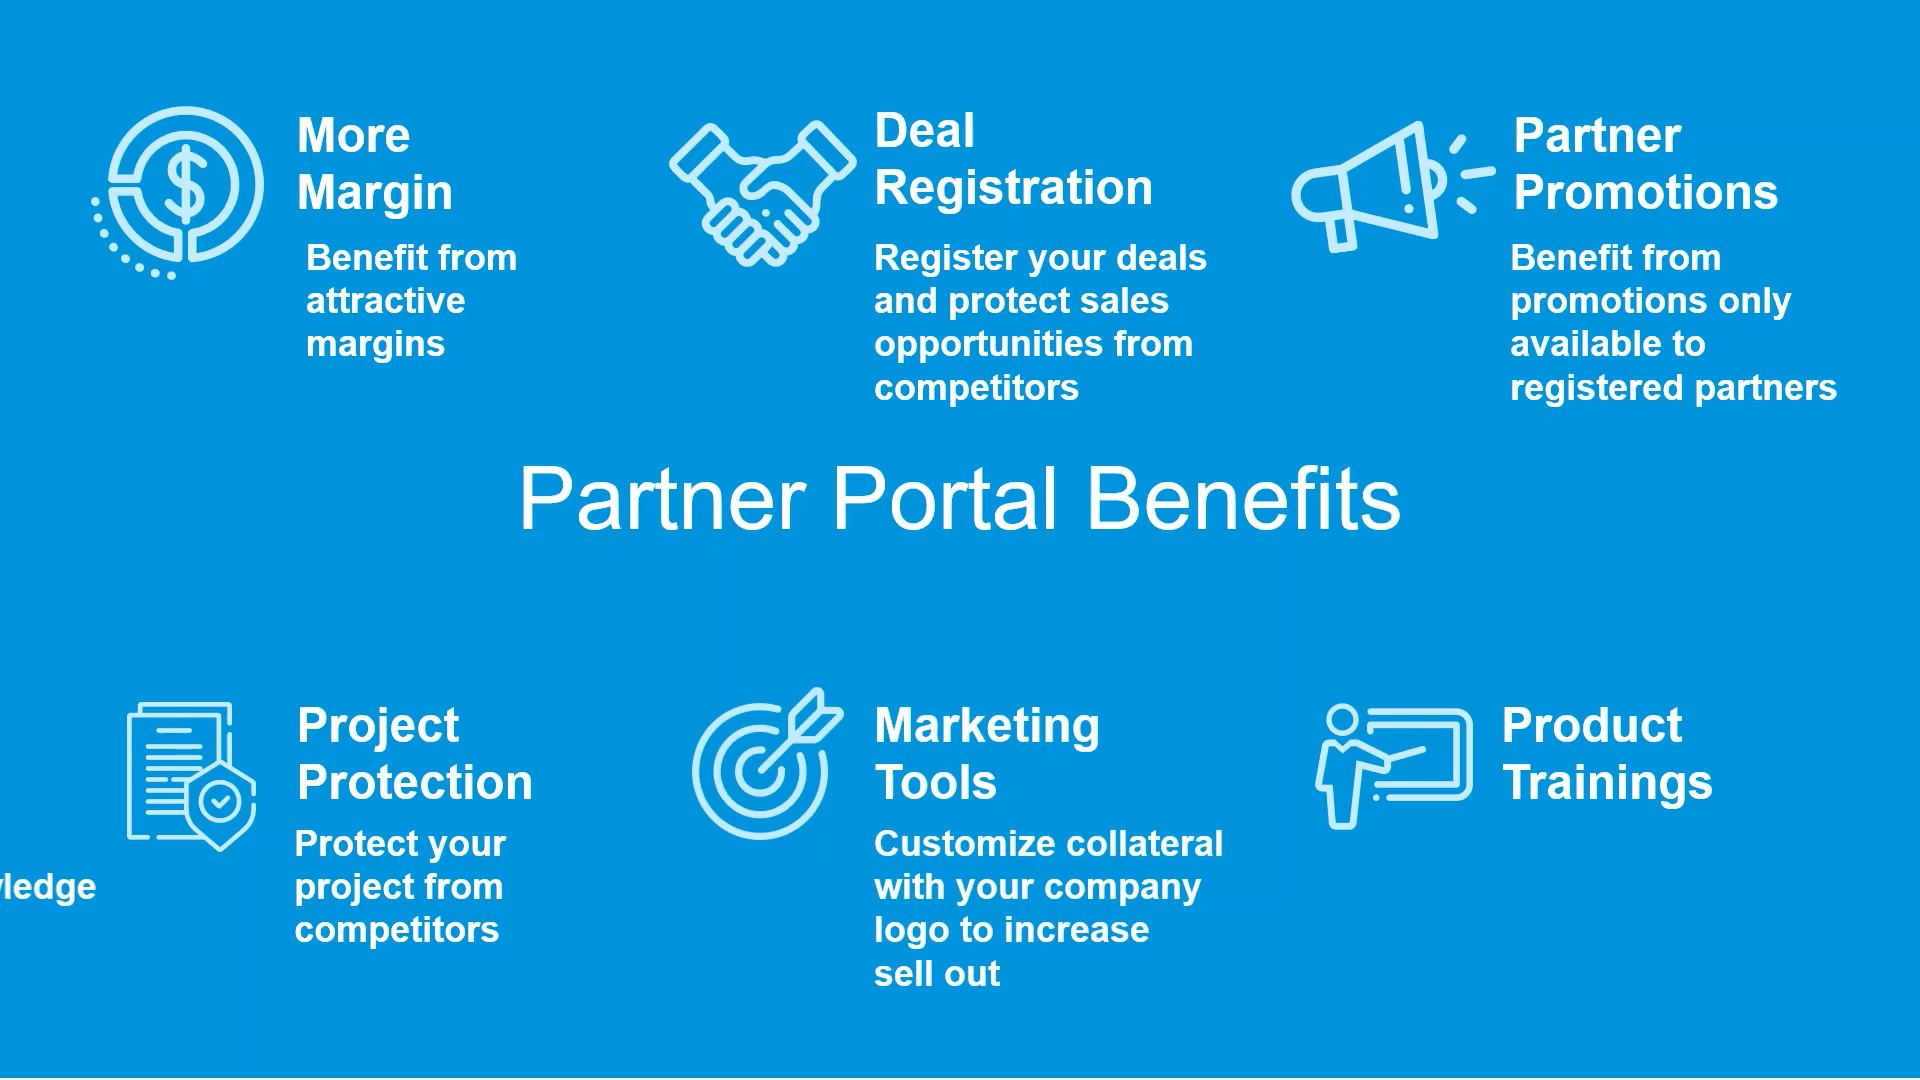 More
Margin
Benefit from
attractive
margins
Deal
Registration
Register your deals
and protect sales
opportunities from
competitors
Partner
Promotions
Benefit from
promotions only
available to
registered partners
Partner Portal Benefits
Project
Protection
Protect your
project from
competitors
Marketing
Tools
Customize collateral
with your company
logo to increase
sell out
Product
Trainings